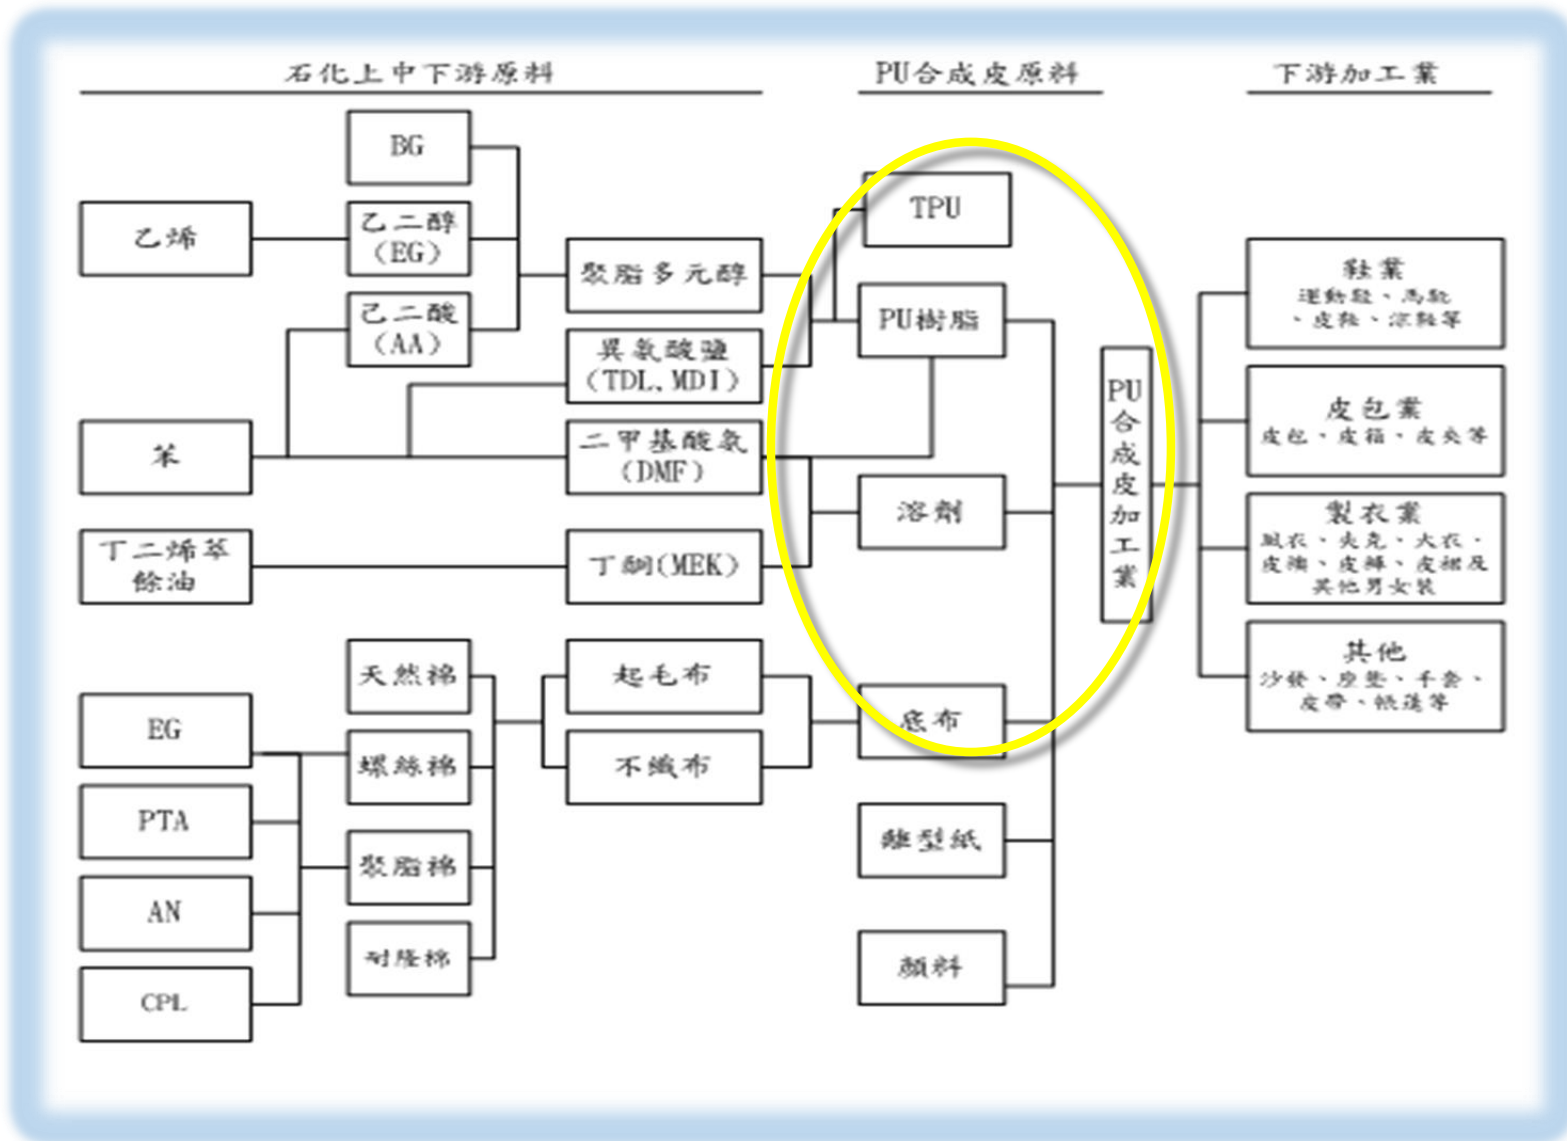 石化上中下游原料
PU合成皮原料
下游加工業
BG
乙烯
乙二醇
(EG)
己二酸
(AA)
聚脂多元醇
異氰酸鹽
(TDL,MDI)
笨
二甲基酸氨
(DMF)
丁二烯萃
餘油
丁酮(MEK)
TPU
PU樹脂
溶劑
PU
合
成
皮
加
工
業
鞋業
運動鞋、馬靴
、皮鞋、涼鞋等
皮包業
皮包、皮箱、皮夾等
製衣業
風衣、夾克、大衣、
皮襖、皮褲、皮裙及
其他男女裝
其他
沙發、座墊、手套、
皮帶、帳蓬等
EG
PTA
AN
CPL
天然棉
螺絲棉
聚脂棉
耐隆棉
起毛布
不織布
底布
離型紙
顏料